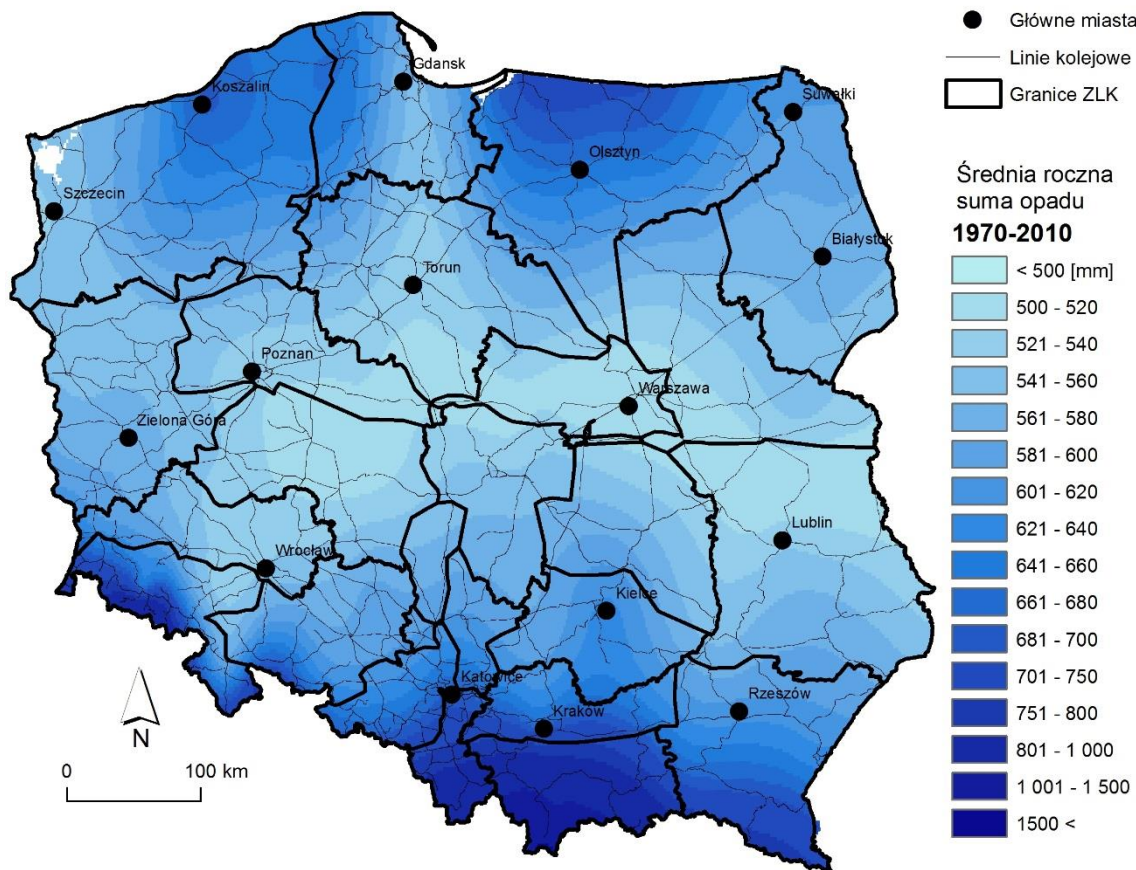 Główne miasta
Linie kolejowe
Granice ZLK
Średnia roczna
suma opadu
1970-2010
< 500 [mm]
500 - 520
521 - 540
541 - 560
561 - 580
581 - 600
601 - 620
621 - 640
641 - 660
661 - 680
681 - 700
701 - 750
751 - 800
801 - 1 000
1 001 - 1 500
1500 <
Gdansk
Koszalin
Suwałki
Olsztyn
Szczecin
Białystok
Torun
Poznan
Warszawa
Zielona Góra
Lublin
Wrocław
Kielce
Katowice
Rzeszów
Kraków
N
0 100 km